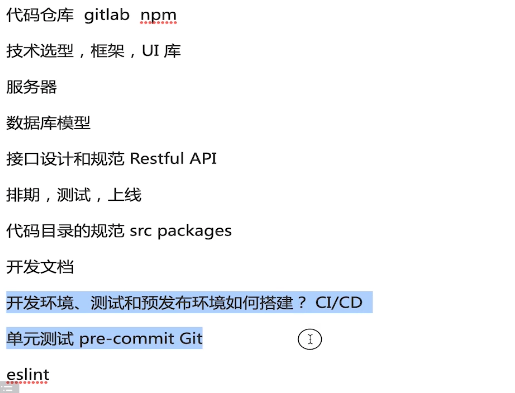 代码仓库  gitlab  npm
技术选型，框架，UI 库
服务器
数据库模型
接口设计和规范 Restful API
排期，测试，上线
代码目录的规范 src packages
开发文档
开发环境、测试和预发布环境如何搭建？ CI/CD
单元测试 pre-commit Git
eslint